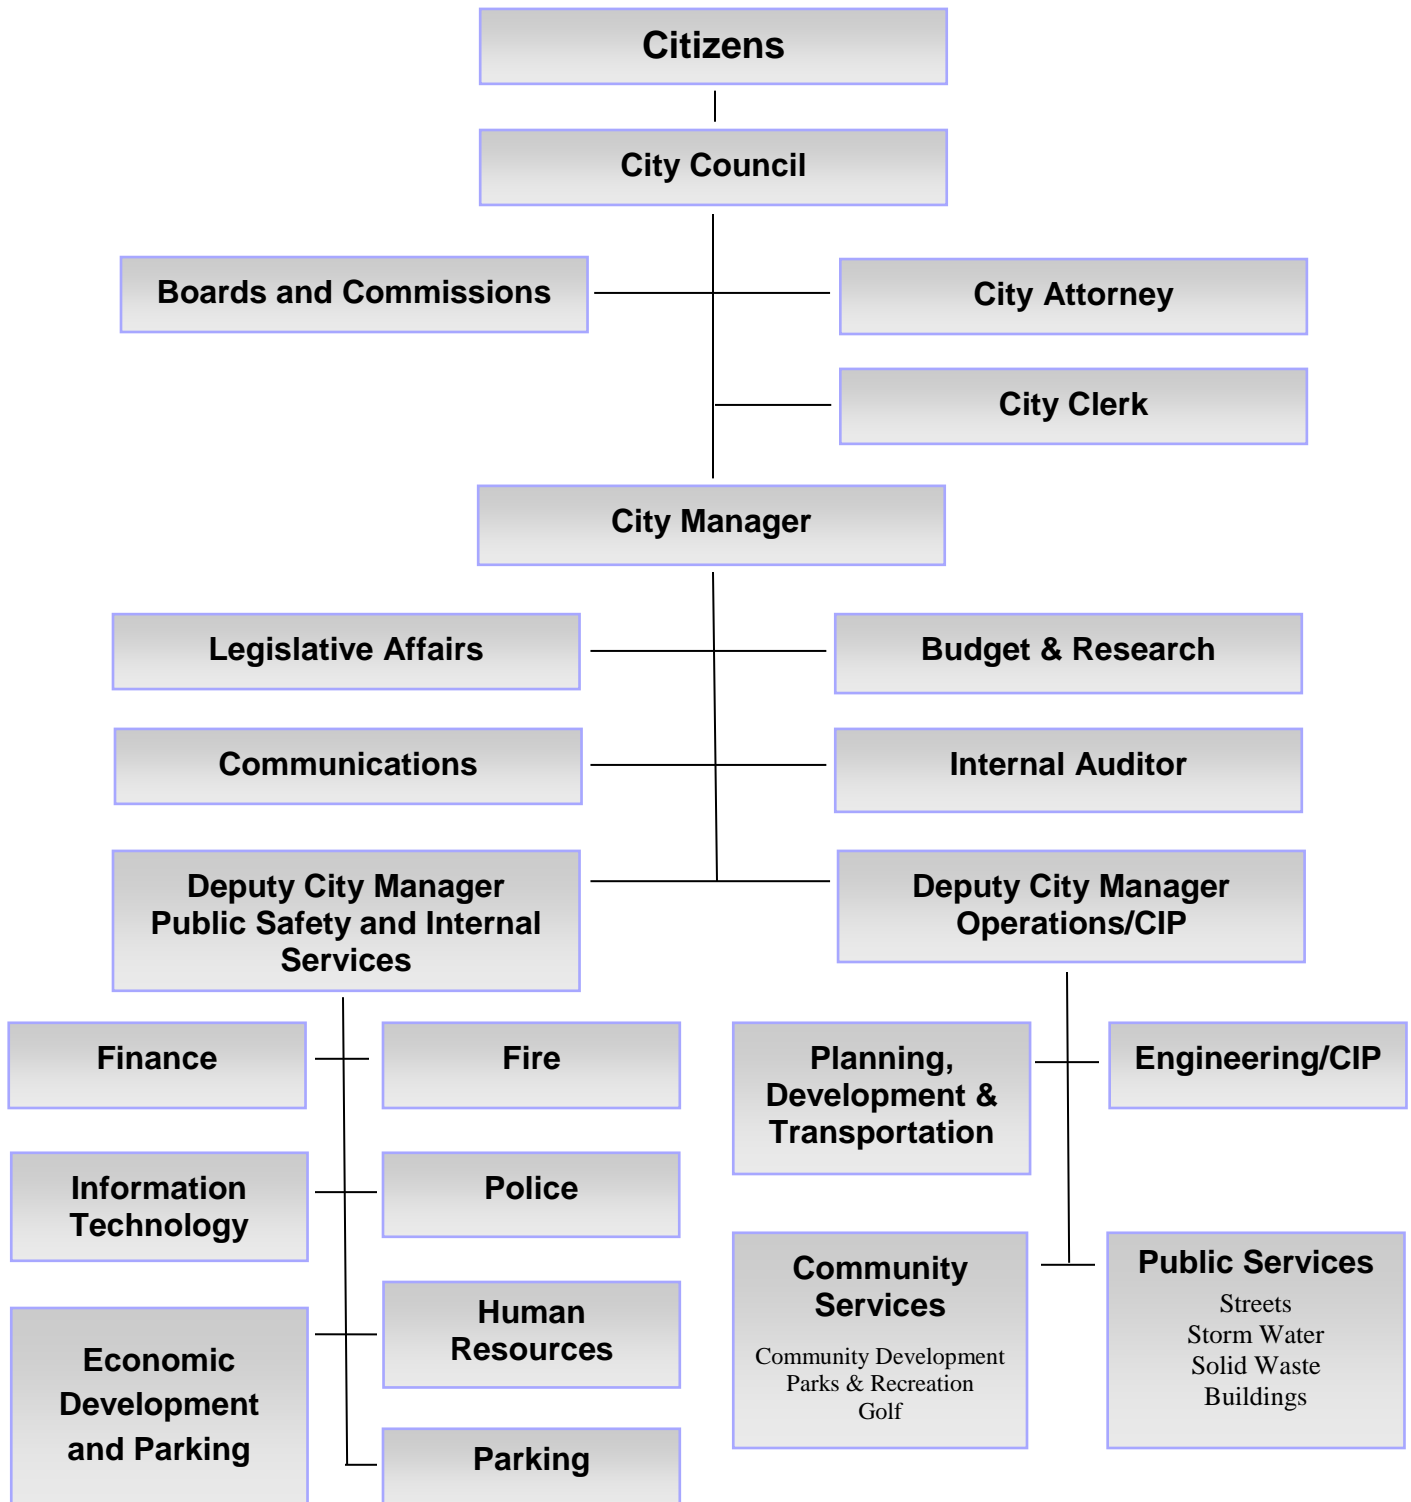 Citizens
City Council
Boards and Commissions
City Attorney
City Clerk
City Manager
Legislative Affairs
Budget & Research
Communications
Internal Auditor
Deputy City Manager
Public Safety and Internal
Services
Deputy City Manager
Operations/CIP
Finance
Fire
Planning,
Development &
Transportation
Engineering/CIP
Information
Technology
Police
Community
Services
Community Development
Parks & Recreation
Golf
Public Services
Streets
Storm Water
Solid Waste
Buildings
Economic
Development
and Parking
Human
Resources
Parking